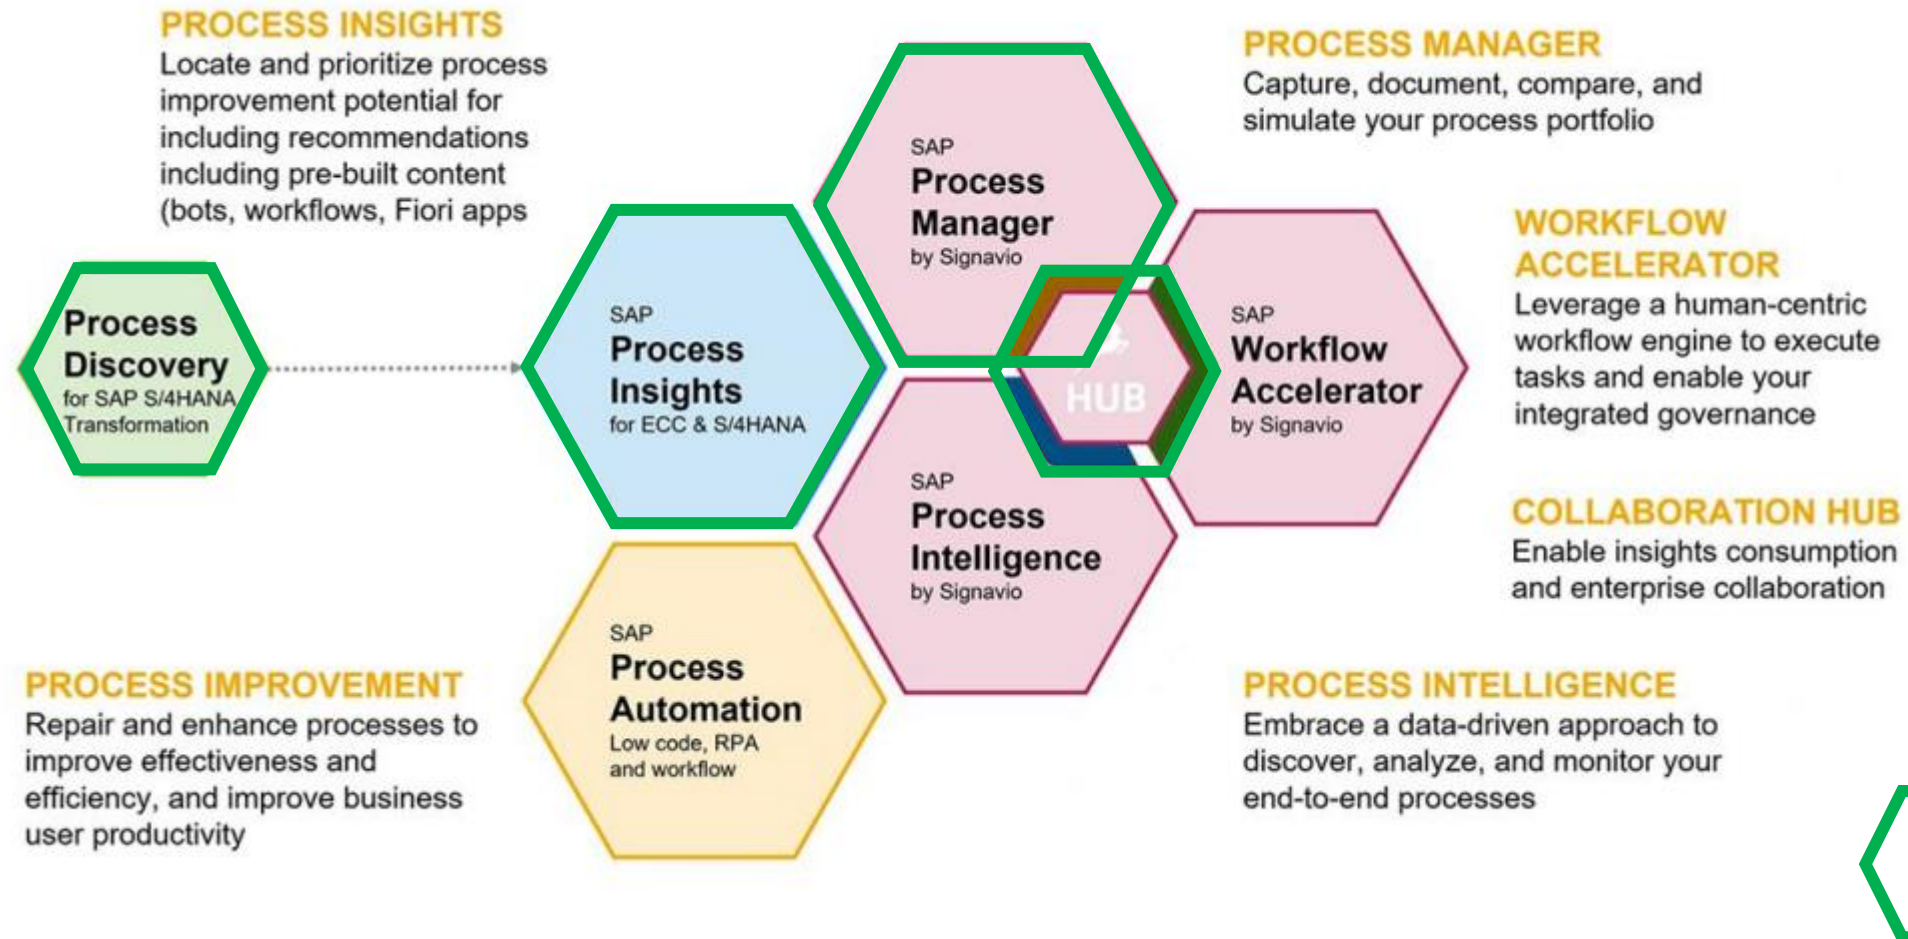 PROCESS INSIGHTS
Locate and prioritize process
improvement potential for
including recommendations
including pre-built content
(bots, workflows, Fiori apps
PROCESS MANAGER
Capture, document, compare, and
simulate your process portfolio
SAP
Process
Manager
by Signavio
WORKFLOW
ACCELERATOR
Leverage a human-centric
workflow engine to execute
tasks and enable your
integrated governance
Process
Discovery
for SAP S/4HANA
Transformation
SAP
Process
Insights
for ECC & S/4HANA
HUB
SAP
Workflow
Accelerator
by Signavio
SAP
Process
Intelligence
by Signavio
COLLABORATION HUB
Enable insights consumption
and enterprise collaboration
SAP
Process
Automation
Low code, RPA
and workflow
PROCESS IMPROVEMENT
Repair and enhance processes to
improve effectiveness and
efficiency, and improve business
user productivity
PROCESS INTELLIGENCE
Embrace a data-driven approach to
discover, analyze, and monitor your
end-to-end processes